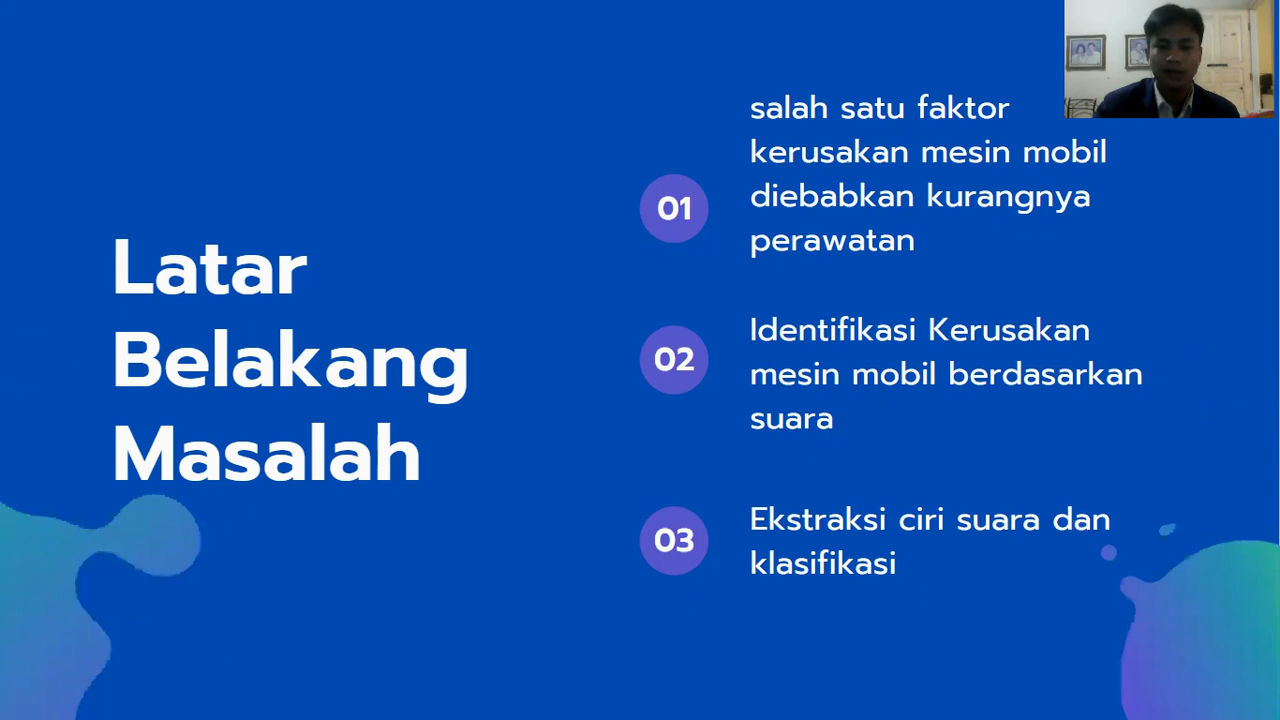 Latar
Belakang
Masalah
01
salah satu faktor
kerusakan mesin mobil
diebabkan kurangnya
perawatan
02
Identifikasi Kerusakan
mesin mobil berdasarkan
suara
03
Ekstraksi ciri suara dan
klasifikasi